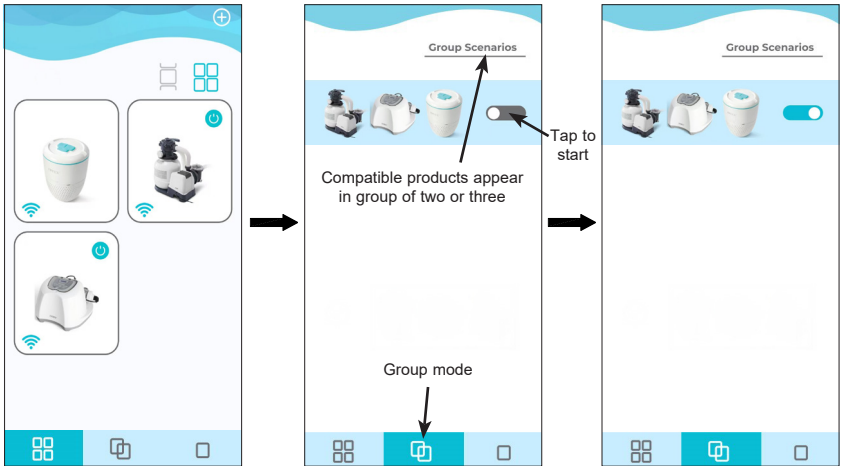 Group Scenarios
Group Scenarios
Tap to
start
Compatible products appear
in group of two or three
Group mode